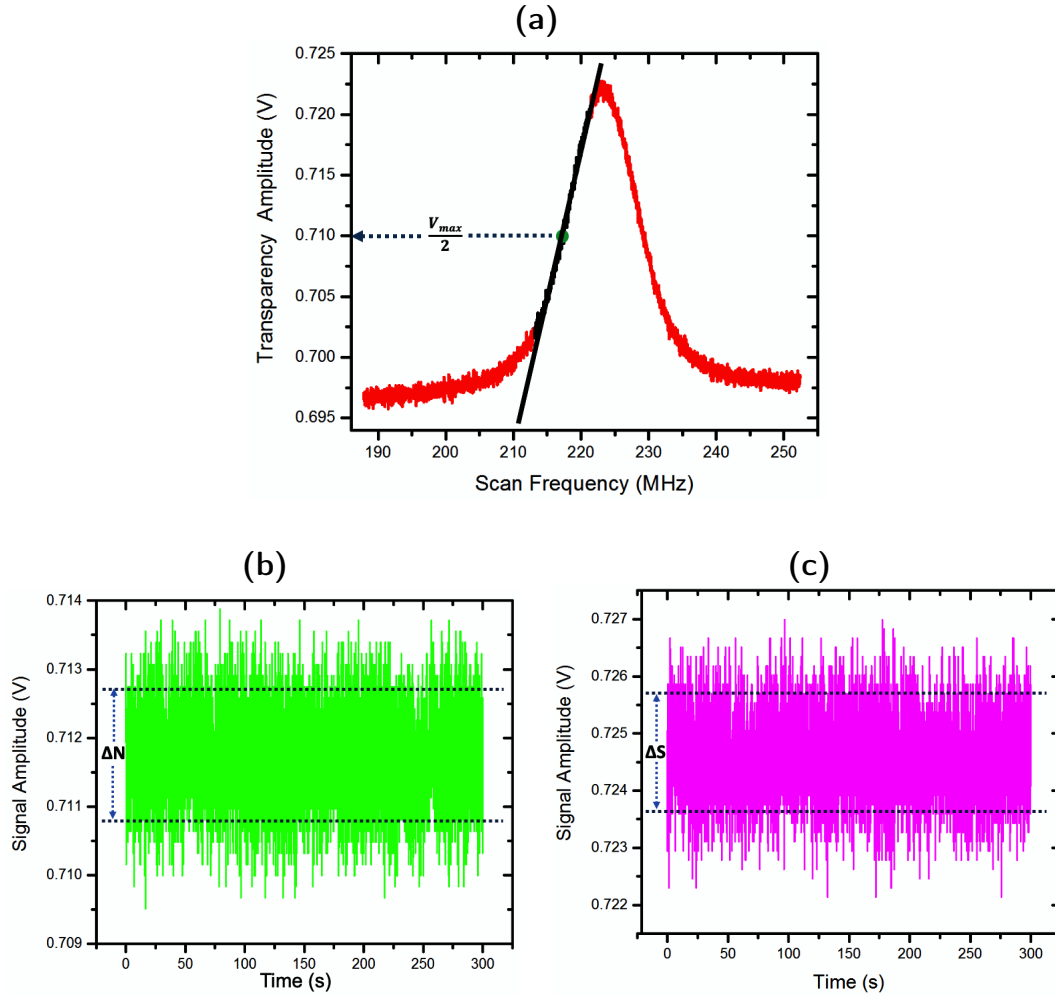 (a)
0.725
0.720
0.715
0.710
0.705
0.700
0.695
Transparency Amplitude (V)
V_max/2
190 200 210 220 230 240 250
Scan Frequency (MHz)
(b)
0.714
0.713
0.712
0.711
0.710
0.709
Signal Amplitude (V)
ΔN
0 50 100 150 200 250 300
Time (s)
(c)
0.727
0.726
0.725
0.724
0.723
0.722
Signal Amplitude (V)
ΔS
0 50 100 150 200 250 300
Time (s)